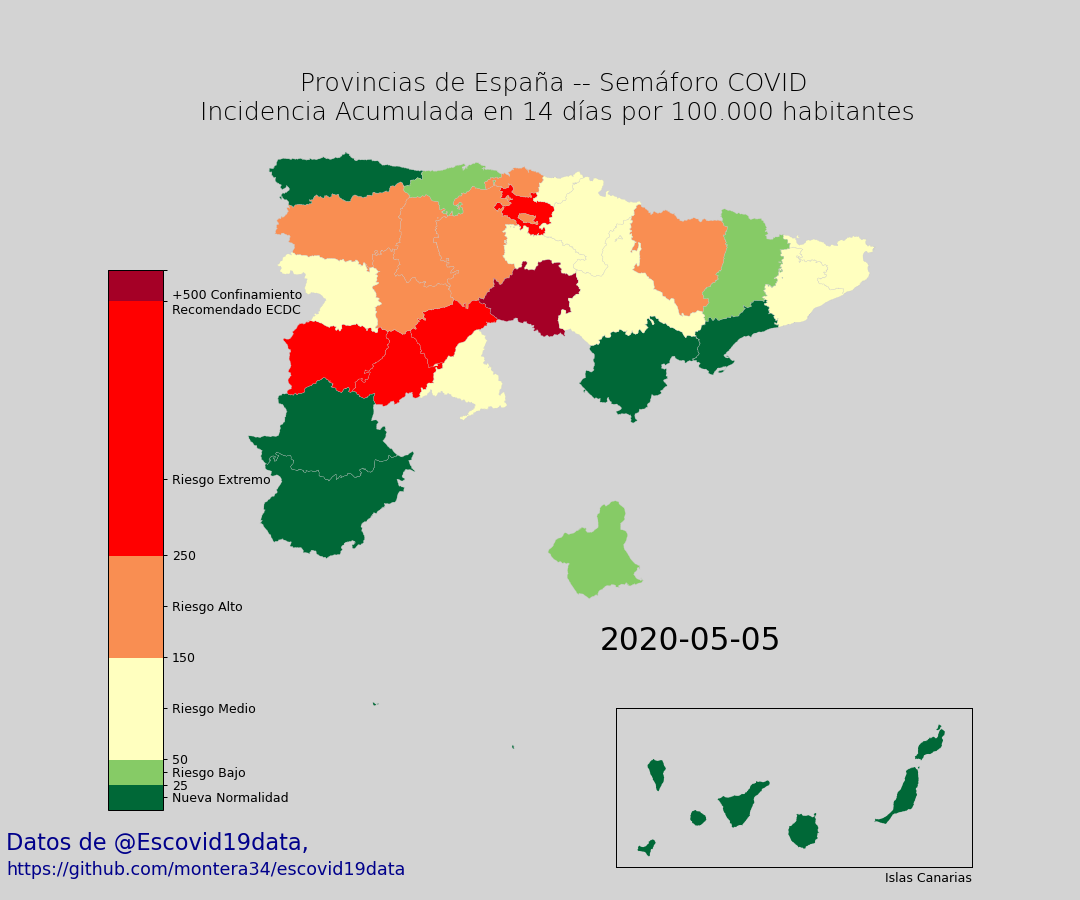 Provincias de España -- Semáforo COVID
Incidencia Acumulada en 14 días por 100.000 habitantes
+500 Confinamiento
Recomendado ECDC
Riesgo Extremo
250
Riesgo Alto
150
Riesgo Medio
50
Riesgo Bajo
25
Nueva Normalidad
2020-05-05
Islas Canarias
Datos de @Escovid19data,
https://github.com/montera34/escovid19data